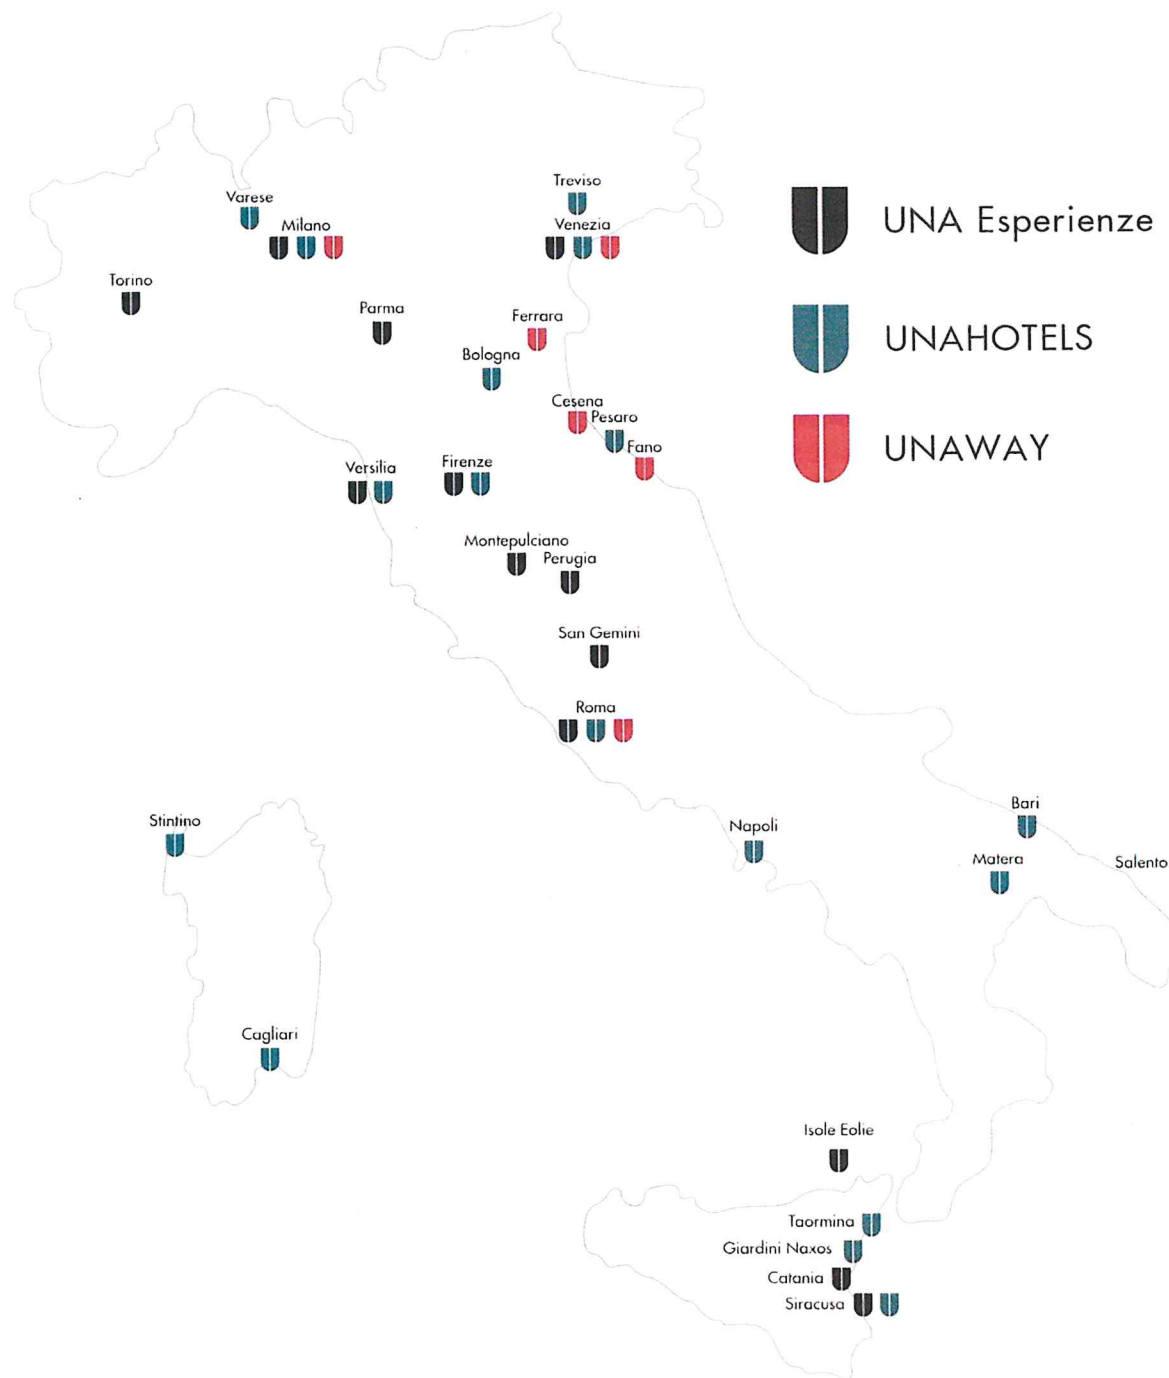 Varese
Milano
Treviso
Venezia
Torino
Parma
Ferrara
Bologna
Cesena
Pesaro
Fano
Versilia
Firenze
Montepulciano
Perugia
San Gemini
Roma
Stintino
Cagliari
Napoli
Bari
Matera
Salento
Isole Eolie
Taormina
Giardini Naxos
Catania
Siracusa
UNA Esperienze
UNAHOTELS
UNAWAY